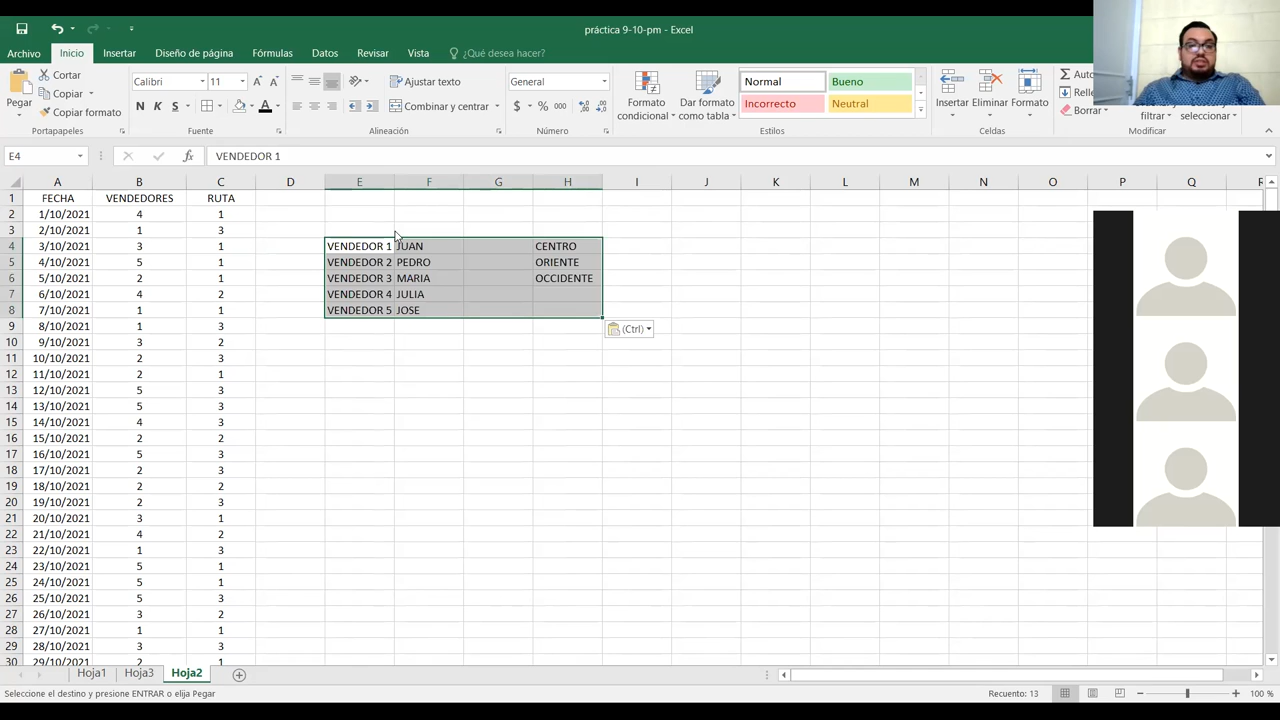 práctica 9-10-pm - Excel
Archivo Inicio Insertar Diseño de página Fórmulas Datos Revisar Vista ¿Qué desea hacer?
Pegar
Cortar
Copiar
Copiar formato
Portapapeles
Calibri 11
N K S
Fuente
Ajustar texto
Combinar y centrar
Alineación
General
$ % 000
Número
Formato condicional
Dar formato como tabla
Normal Bueno
Incorrecto Neutral
Estilos
Insertar Eliminar Formato
Celdas
Borrar
filtrar
seleccionar
Modificar
E4 fx VENDEDOR 1
A B C D E F G H I J K L M N O P Q R
1 FECHA VENDEDORES RUTA
2 1/10/2021 4 1
3 2/10/2021 1 3
4 3/10/2021 3 1 VENDEDOR 1 JUAN CENTRO
5 4/10/2021 5 1 VENDEDOR 2 PEDRO ORIENTE
6 5/10/2021 2 1 VENDEDOR 3 MARIA OCCIDENTE
7 6/10/2021 4 2 VENDEDOR 4 JULIA
8 7/10/2021 1 1 VENDEDOR 5 JOSE
9 8/10/2021 1 3 (Ctrl)
10 9/10/2021 3 2
11 10/10/2021 2 3
12 11/10/2021 2 1
13 12/10/2021 5 3
14 13/10/2021 5 3
15 14/10/2021 4 3
16 15/10/2021 2 2
17 16/10/2021 5 3
18 17/10/2021 2 3
19 18/10/2021 2 2
20 19/10/2021 2 3
21 20/10/2021 3 1
22 21/10/2021 4 2
23 22/10/2021 1 3
24 23/10/2021 5 1
25 24/10/2021 5 1
26 25/10/2021 5 3
27 26/10/2021 3 2
28 27/10/2021 1 1
29 28/10/2021 3 3
30 29/10/2021 2 1
Hoja1 Hoja3 Hoja2
Seleccione el destino y presione ENTRAR o elija Pegar Recuento: 13 100 %